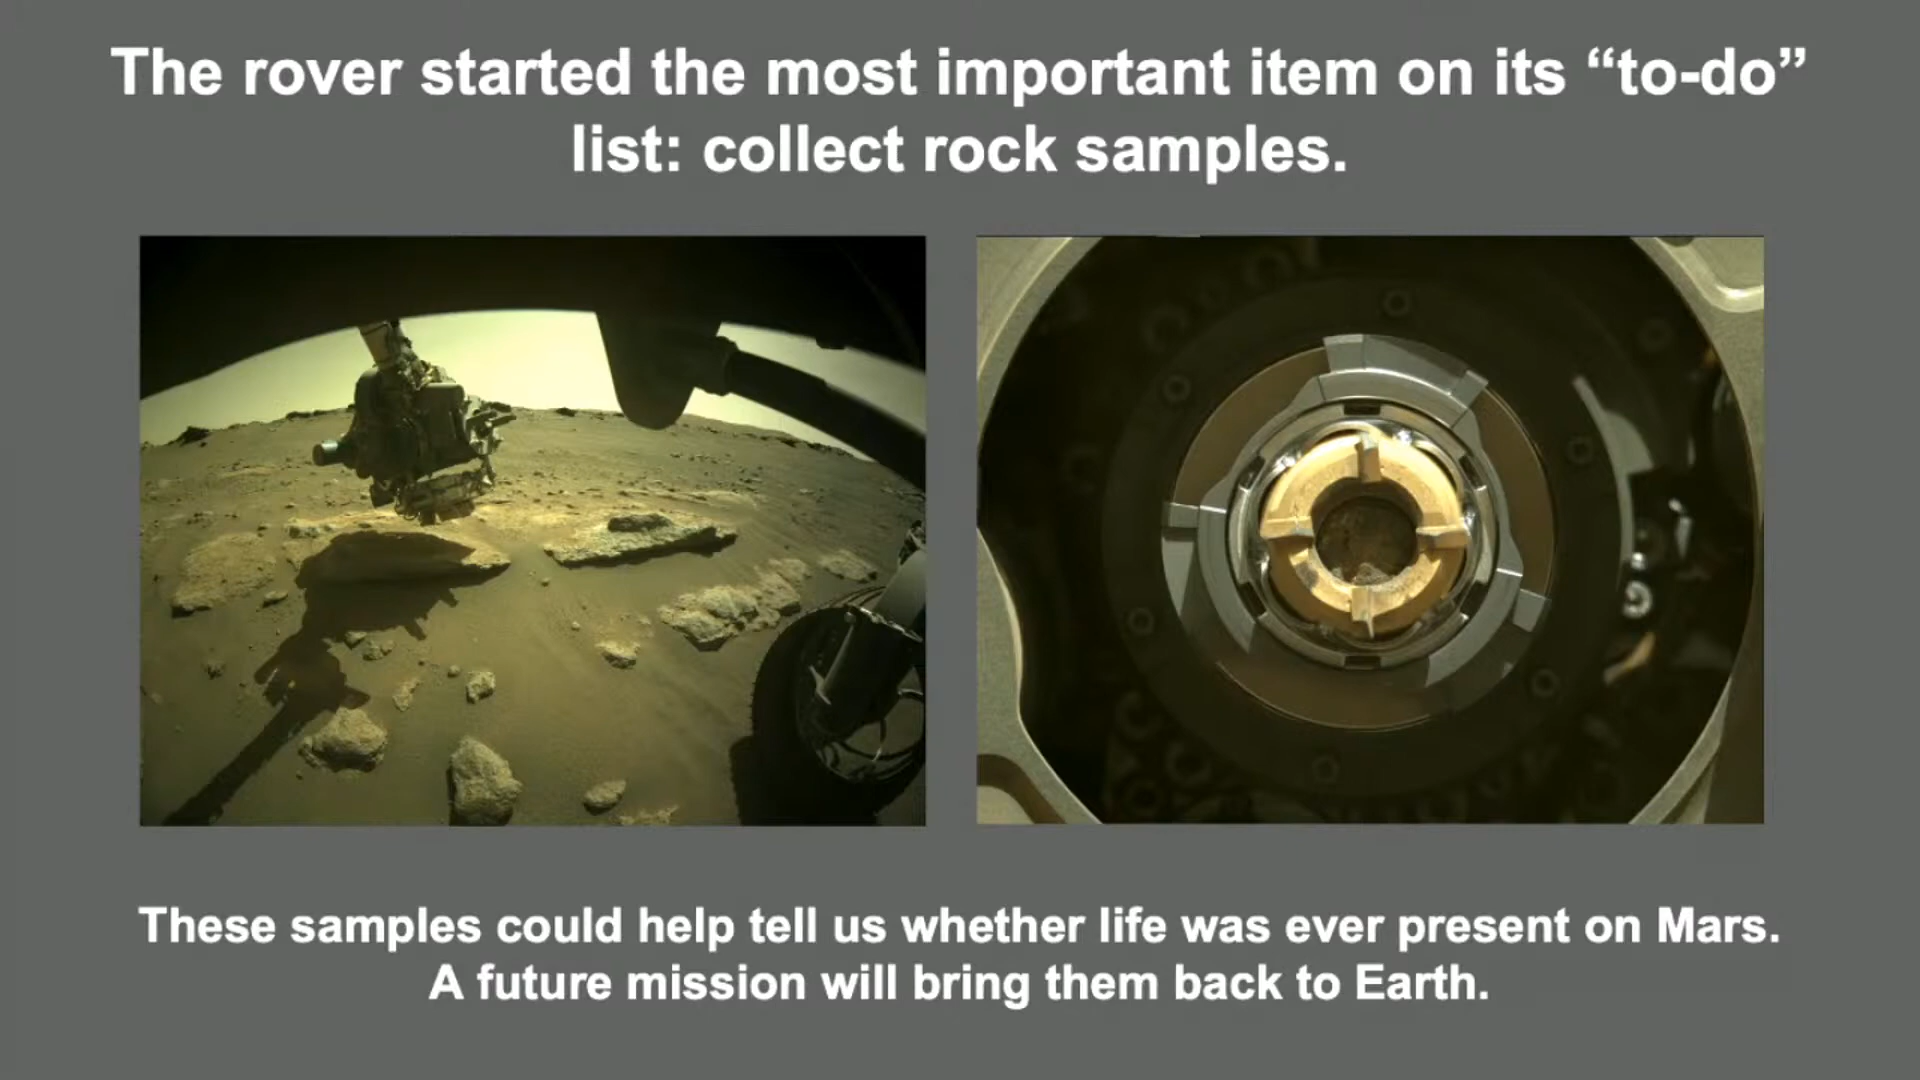 The rover started the most important item on its “to-do”
list: collect rock samples.
These samples could help tell us whether life was ever present on Mars.
A future mission will bring them back to Earth.